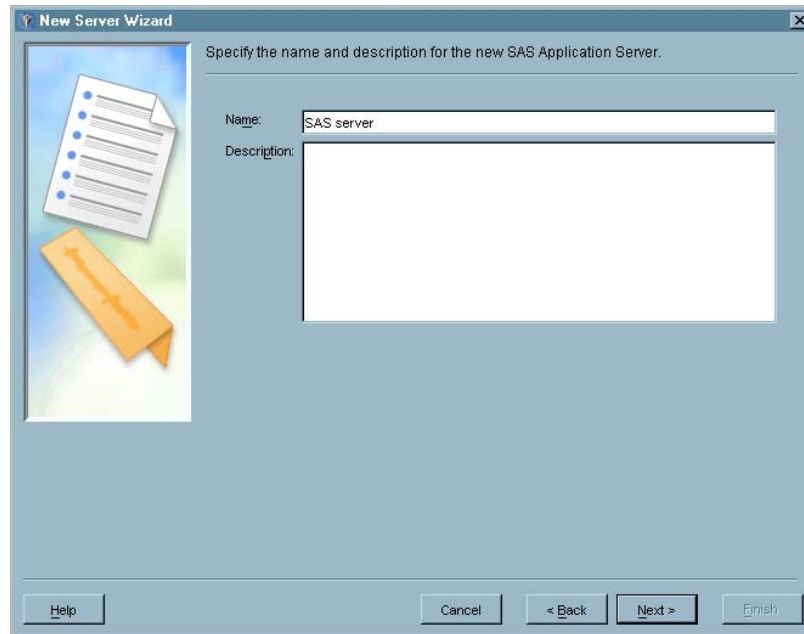 New Server Wizard
Specify the name and description for the new SAS Application Server.
Name: SAS server
Description:
Help Cancel < Back Next > Finish